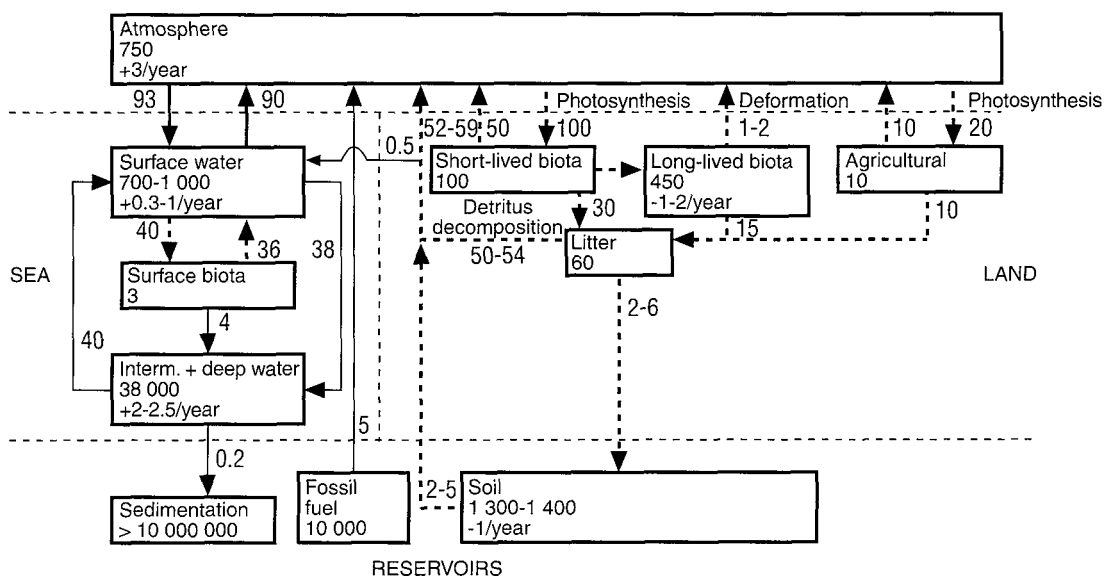 Atmosphere
750
+3/year
93
90
Photosynthesis
Deformation
Photosynthesis
52-59
50
100
1-2
10
20
0.5
Surface water
700-1 000
+0.3-1/year
Short-lived biota
100
Long-lived biota
450
-1-2/year
Agricultural
10
40
36
38
Detritus
decomposition
30
15
10
50-54
Litter
60
SEA
LAND
Surface biota
3
4
2-6
40
Interm. + deep water
38 000
+2-2.5/year
5
0.2
Sedimentation
> 10 000 000
Fossil
fuel
10 000
2-5
Soil
1 300-1 400
-1/year
RESERVOIRS